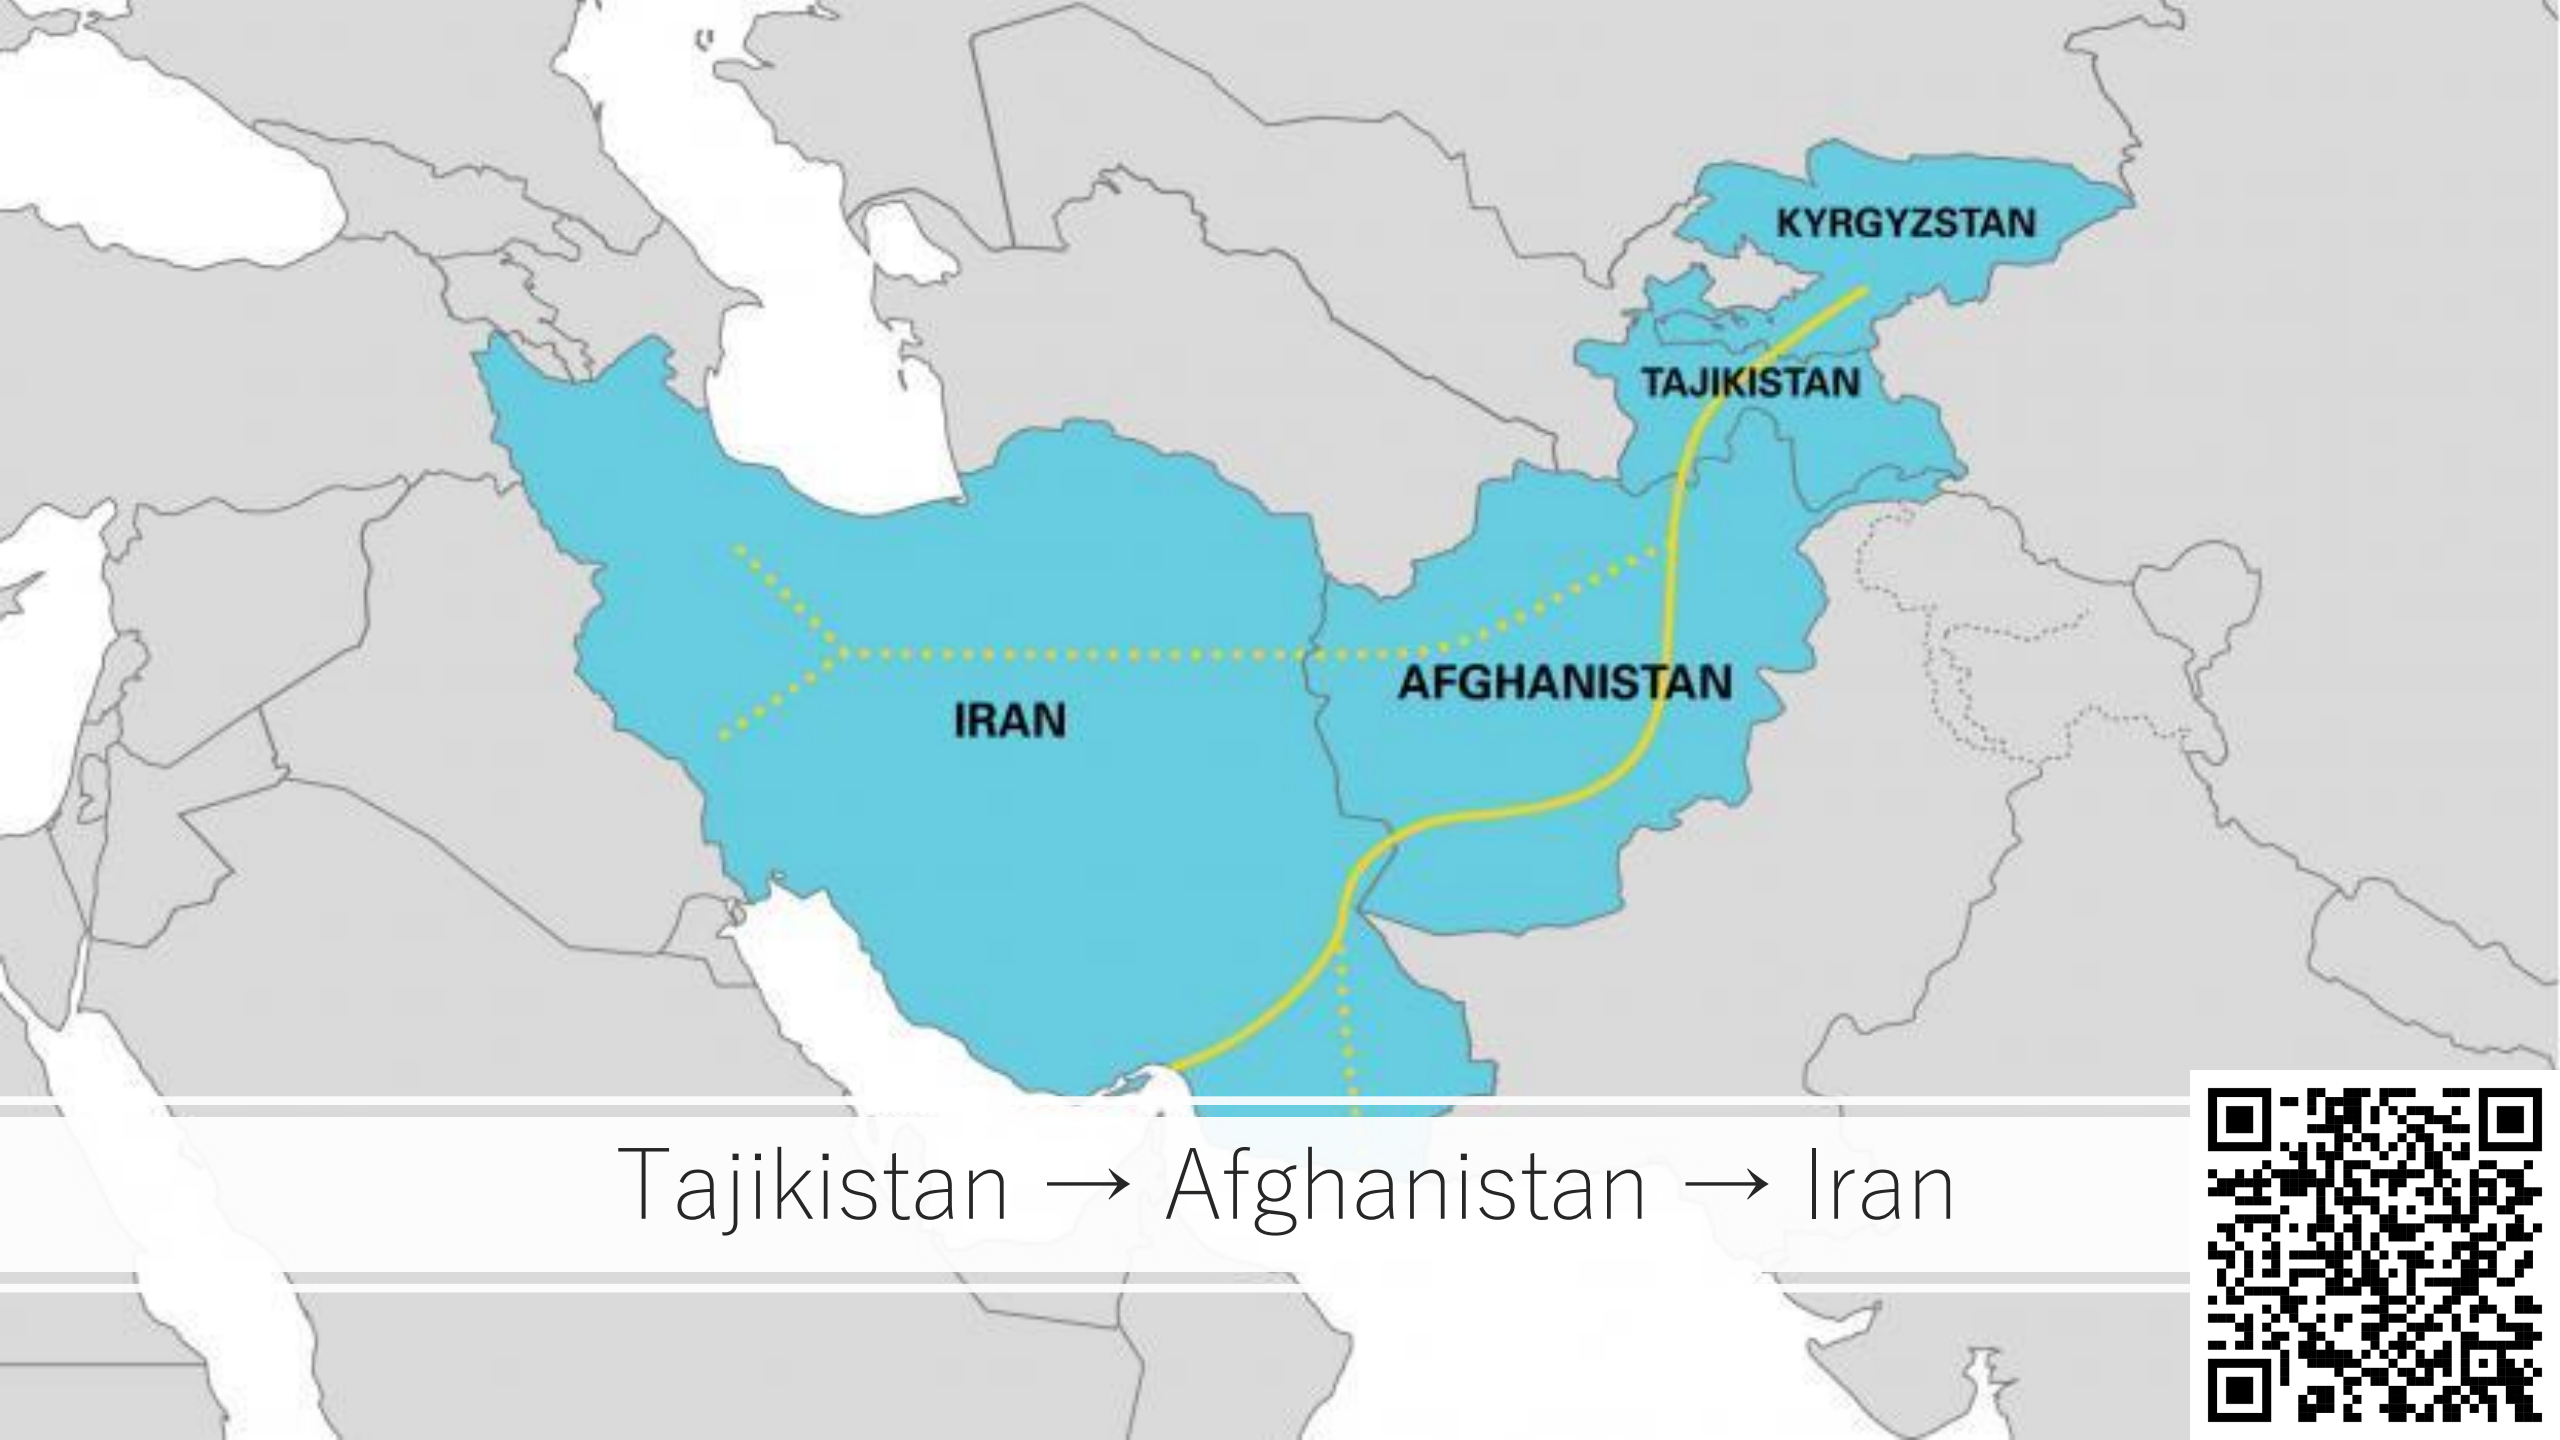 KYRGYZSTAN
TAJIKISTAN
AFGHANISTAN
IRAN
Tajikistan → Afghanistan → Iran